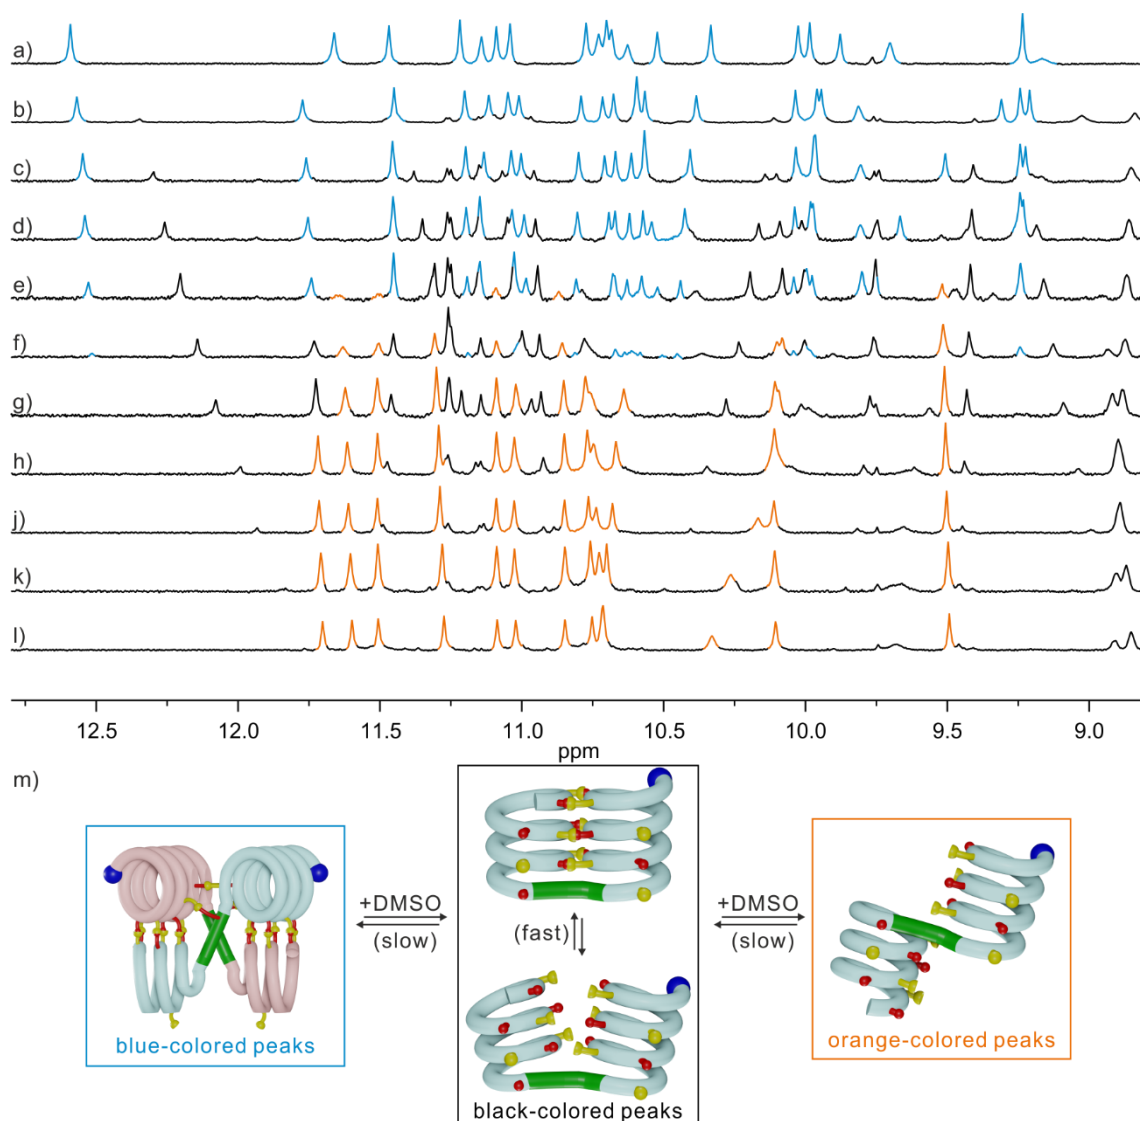 a)
b)
c)
d)
e)
f)
g)
h)
j)
k)
l)
12.5 12.0 11.5 11.0 10.5 10.0 9.5 9.0
ppm
m)
+DMSO
(slow)
(fast)
+DMSO
(slow)
blue-colored peaks
black-colored peaks
orange-colored peaks